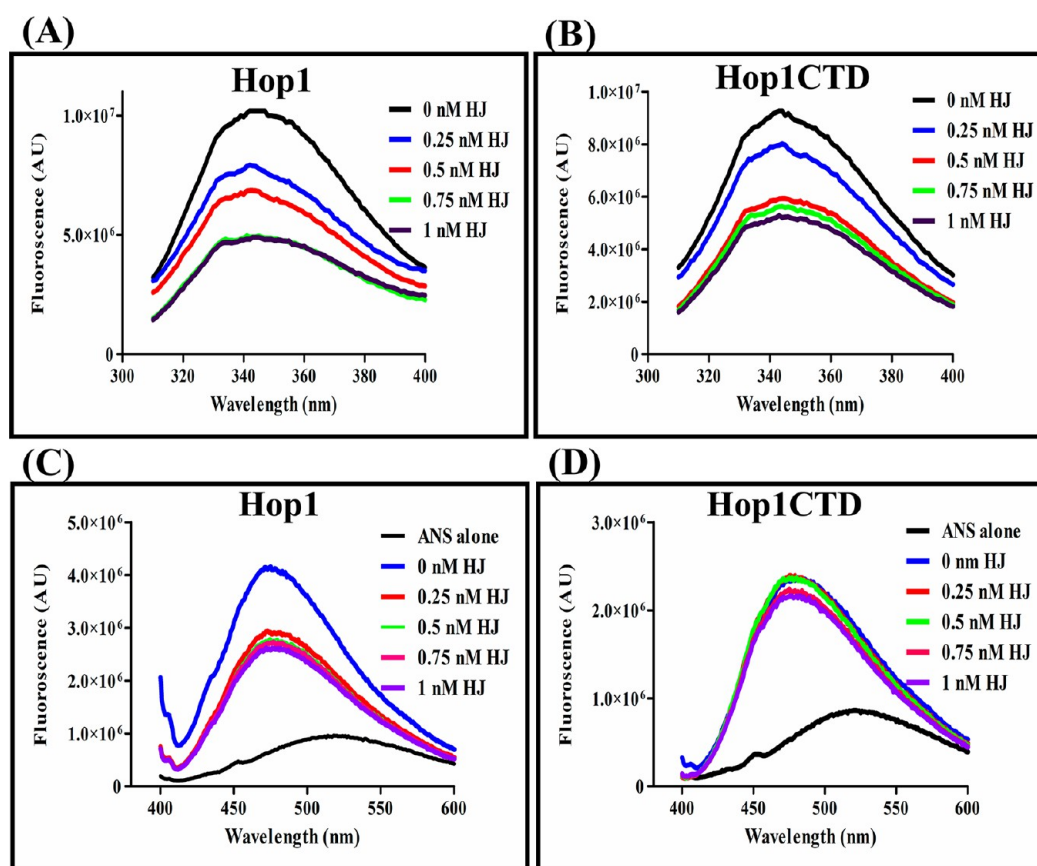 (A)
Hop1
1.0×10⁷
5.0×10⁶
0
300 320 340 360 380 400
Wavelength (nm)
Fluoroscence (AU)
0 nM HJ
0.25 nM HJ
0.5 nM HJ
0.75 nM HJ
1 nM HJ
(B)
Hop1CTD
1.0×10⁷
8.0×10⁶
6.0×10⁶
4.0×10⁶
2.0×10⁶
0
300 320 340 360 380 400
Wavelength (nm)
Fluoroscence (AU)
0 nM HJ
0.25 nM HJ
0.5 nM HJ
0.75 nM HJ
1 nM HJ
(C)
Hop1
5.0×10⁶
4.0×10⁶
3.0×10⁶
2.0×10⁶
1.0×10⁶
0
400 450 500 550 600
Wavelength (nm)
Fluoroscence (AU)
ANS alone
0 nM HJ
0.25 nM HJ
0.5 nM HJ
0.75 nM HJ
1 nM HJ
(D)
Hop1CTD
3.0×10⁶
2.0×10⁶
1.0×10⁶
0
400 450 500 550 600
Wavelength (nm)
Fluoroscence (AU)
ANS alone
0 nm HJ
0.25 nM HJ
0.5 nM HJ
0.75 nM HJ
1 nM HJ